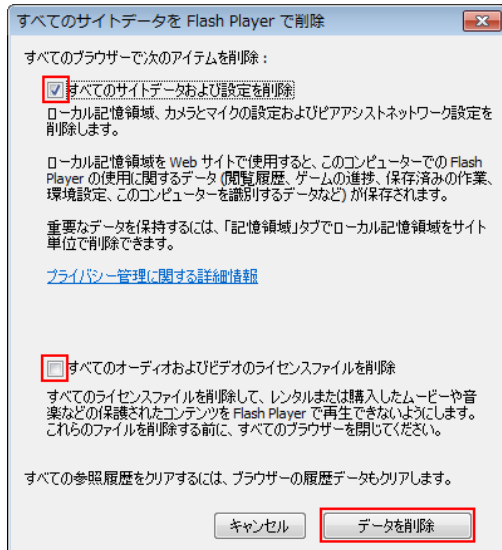 すべてのサイトデータを Flash Player で削除
すべてのブラウザーで次のアイテムを削除：
すべてのサイトデータおよび設定を削除
ローカル記憶領域、カメラとマイクの設定およびピアアシストネットワーク設定を
削除します。
ローカル記憶領域を Web サイトで使用すると、このコンピューターでの Flash
Player の使用に関するデータ (閲覧履歴、ゲームの進捗、保存済みの作業、
環境設定、このコンピューターを識別するデータなど) が保存されます。
重要なデータを保持するには、「記憶領域」タブでローカル記憶領域をサイト
単位で削除できます。
プライバシー管理に関する詳細情報
すべてのオーディオおよびビデオのライセンスファイルを削除
すべてのライセンスファイルを削除して、レンタルまたは購入したムービーや音
楽などの保護されたコンテンツを Flash Player で再生できないようにします。
これらのファイルを削除する前に、すべてのブラウザーを閉じてください。
すべての参照履歴をクリアするには、ブラウザーの履歴データもクリアします。
キャンセル データを削除